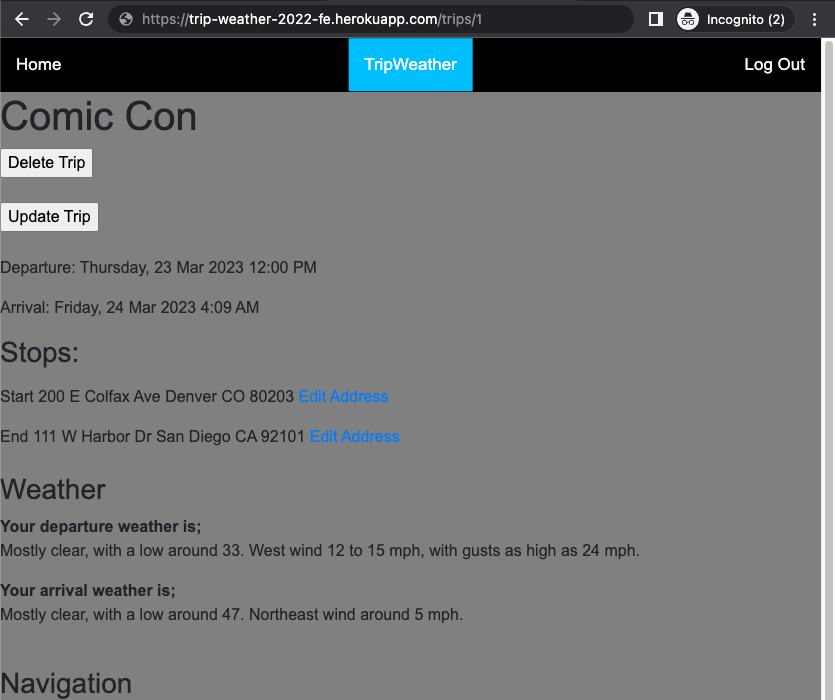 https://trip-weather-2022-fe.herokuapp.com/trips/1 Incognito (2)
Home TripWeather Log Out
Comic Con
Delete Trip
Update Trip
Departure: Thursday, 23 Mar 2023 12:00 PM
Arrival: Friday, 24 Mar 2023 4:09 AM
Stops:
Start 200 E Colfax Ave Denver CO 80203 Edit Address
End 111 W Harbor Dr San Diego CA 92101 Edit Address
Weather
Your departure weather is;
Mostly clear, with a low around 33. West wind 12 to 15 mph, with gusts as high as 24 mph.
Your arrival weather is;
Mostly clear, with a low around 47. Northeast wind around 5 mph.
Navigation